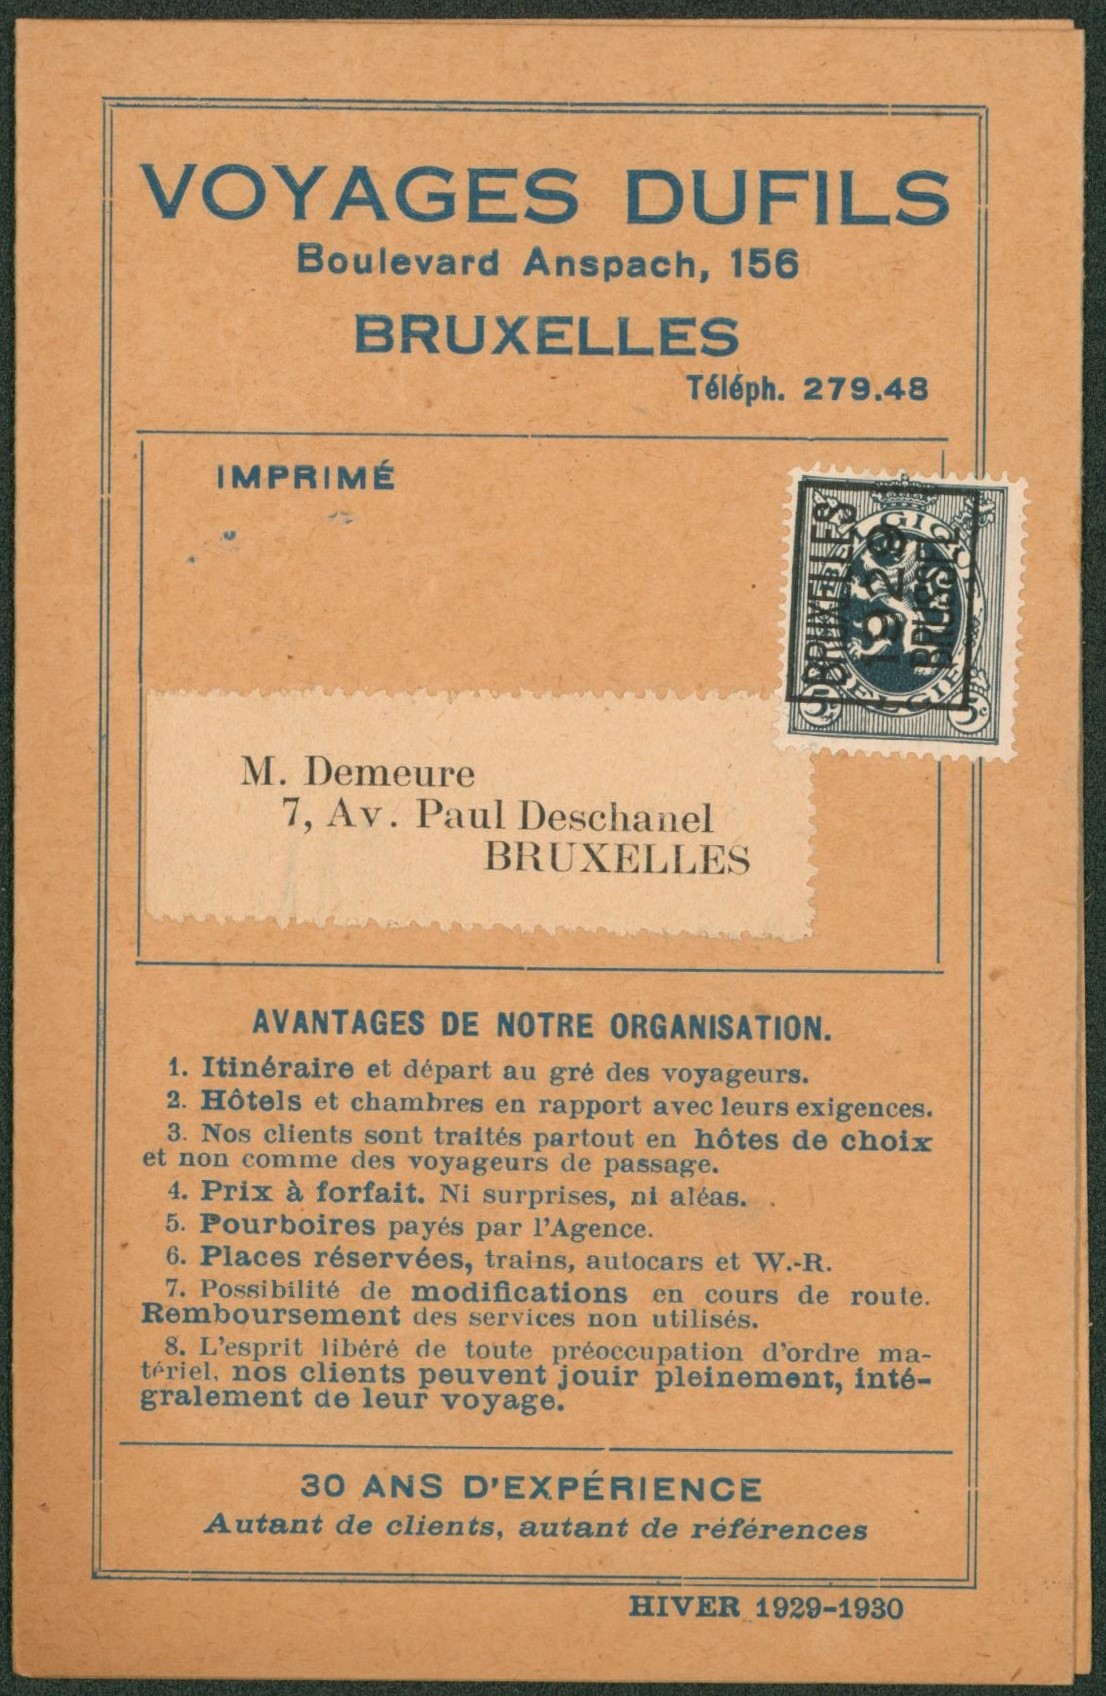 VOYAGES DUFILS
Boulevard Anspach, 156
BRUXELLES
Téléph. 279.48
IMPRIMÉ
BRUXELLES
1929
BRUSSEL
BELGIE
5c
M. Demeure
7, Av. Paul Deschanel
BRUXELLES
AVANTAGES DE NOTRE ORGANISATION.
1. Itinéraire et départ au gré des voyageurs.
2. Hôtels et chambres en rapport avec leurs exigences.
3. Nos clients sont traités partout en hôtes de choix
et non comme des voyageurs de passage.
4. Prix à forfait. Ni surprises, ni aléas.
5. Pourboires payés par l'Agence.
6. Places réservées, trains, autocars et W.-R.
7. Possibilité de modifications en cours de route.
Remboursement des services non utilisés.
8. L'esprit libéré de toute préoccupation d'ordre ma-
tériel, nos clients peuvent jouir pleinement, inté-
gralement de leur voyage.
30 ANS D'EXPÉRIENCE
Autant de clients, autant de références
HIVER 1929-1930